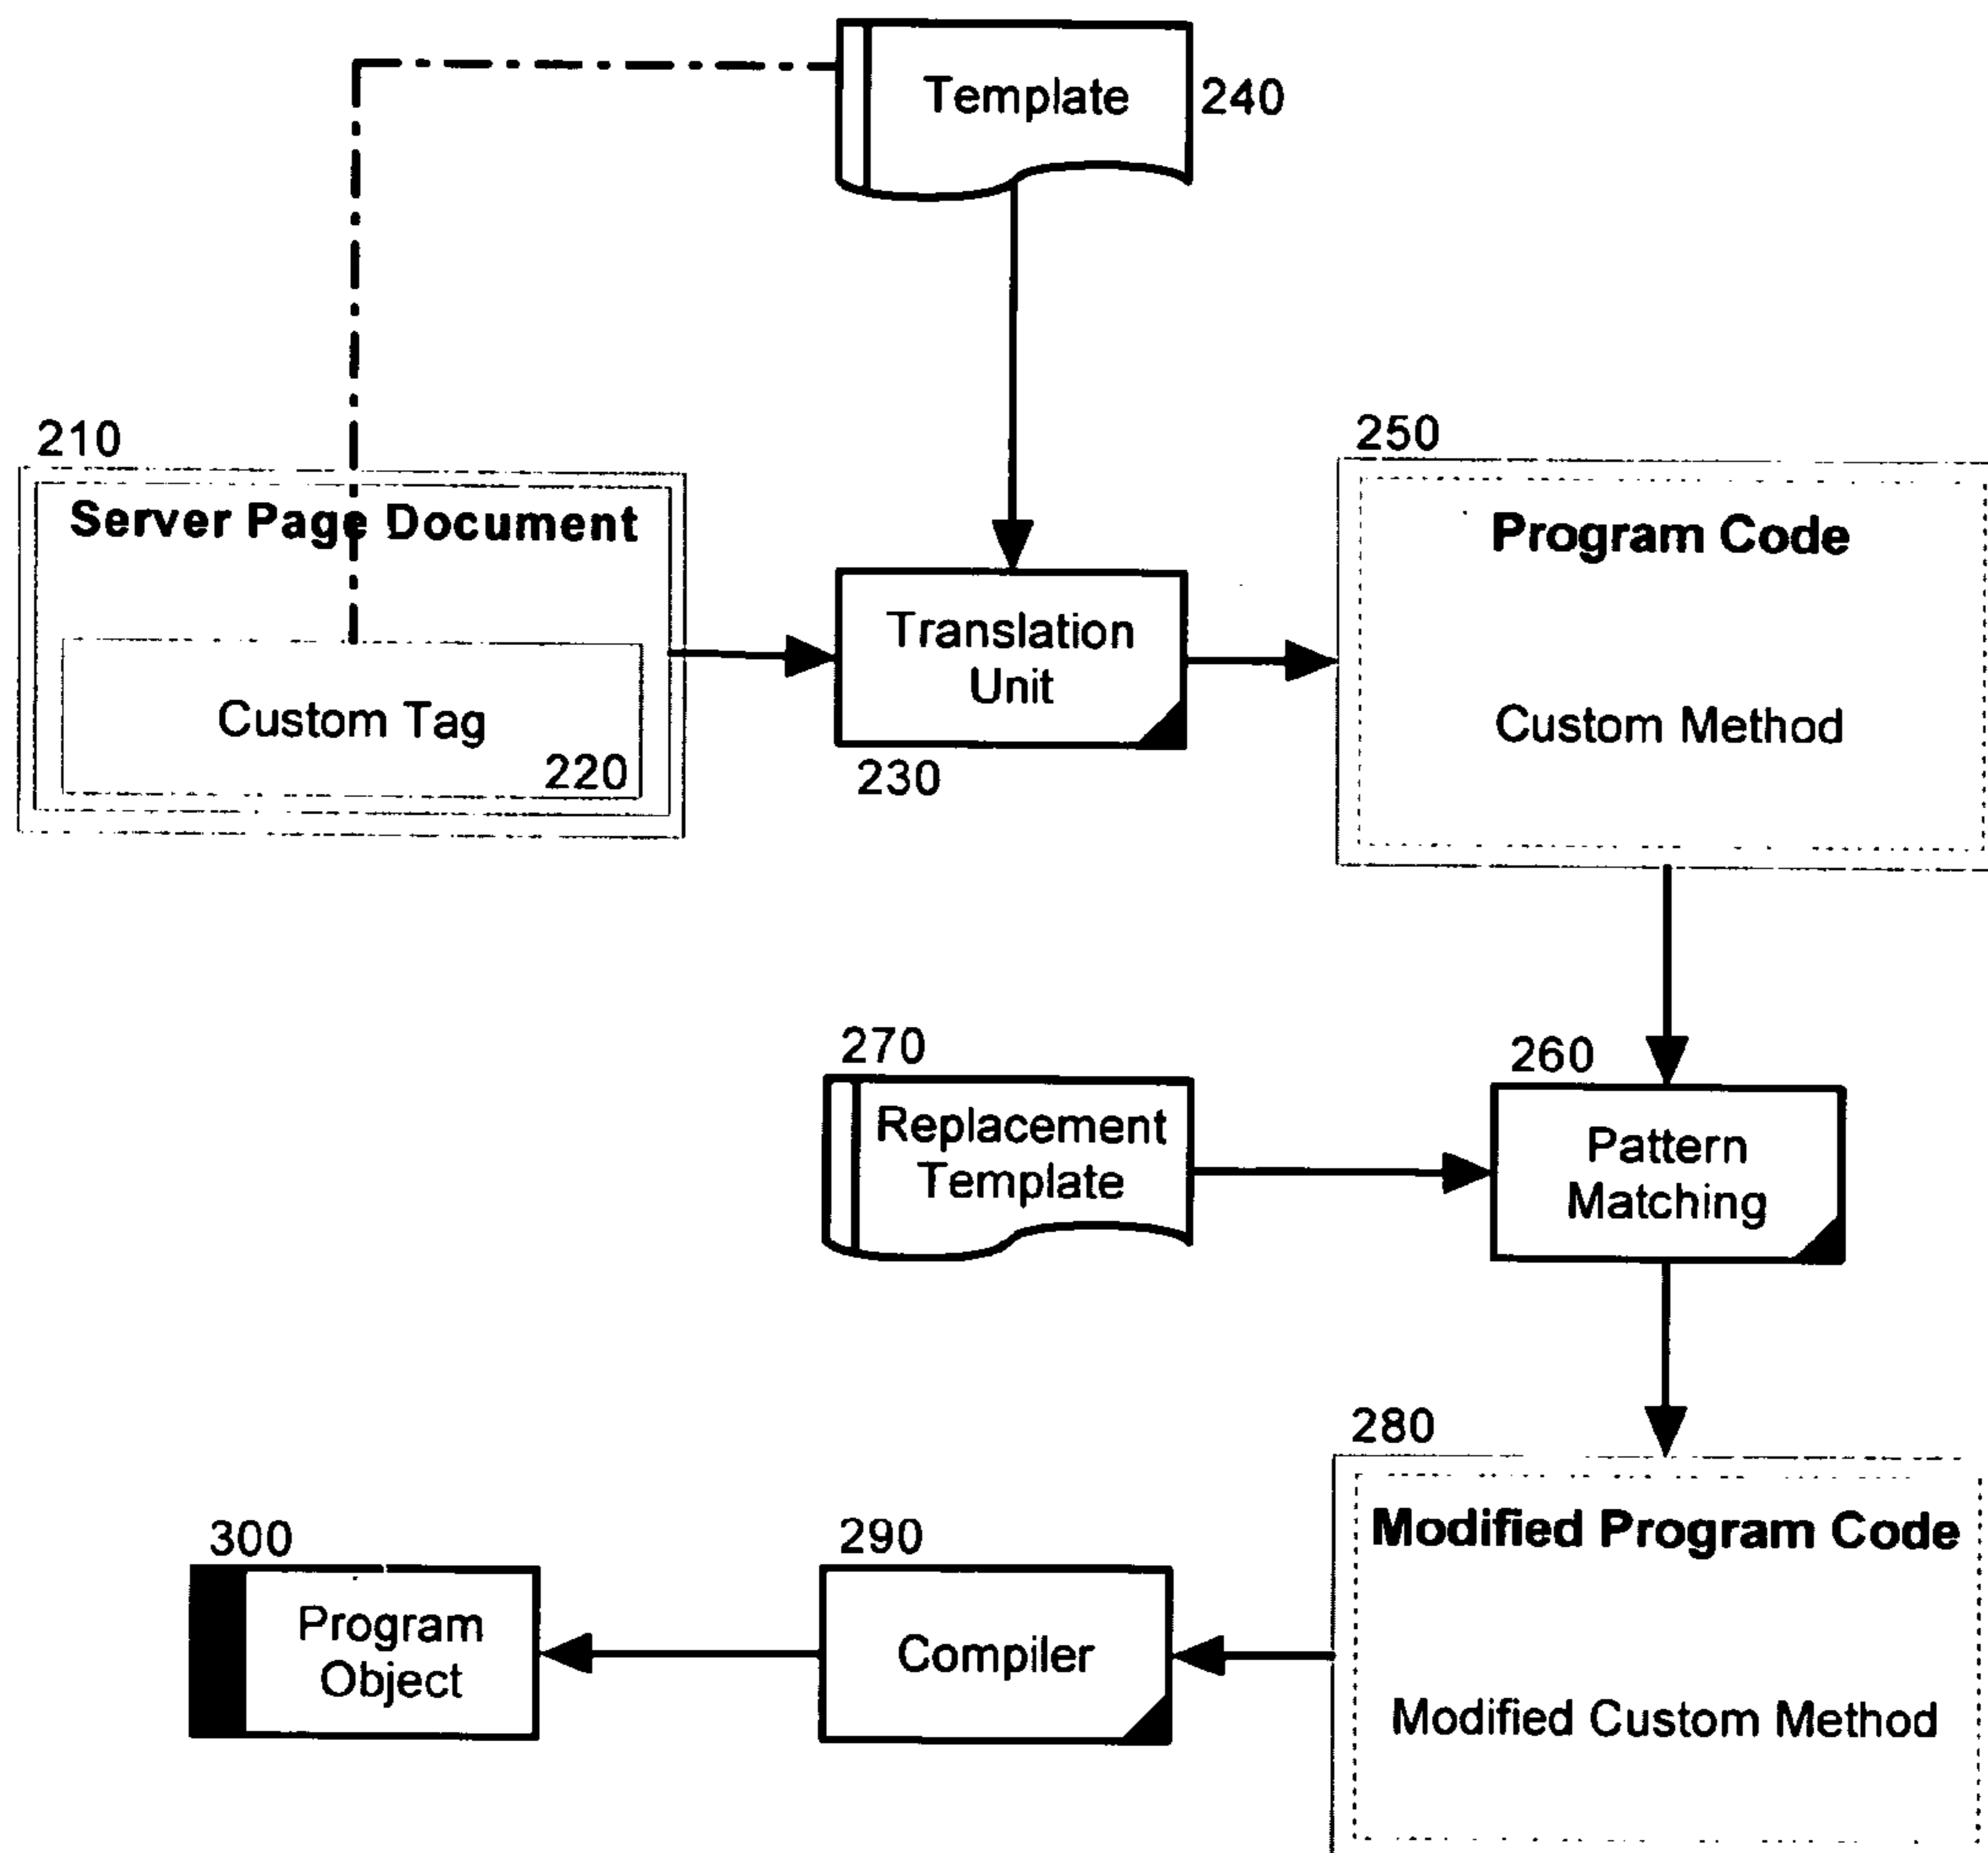 Template
240
210
Server Page Document
Custom Tag
220
Translation
Unit
230
250
Program Code
Custom Method
270
Replacement
Template
260
Pattern
Matching
280
Modified Program Code
Modified Custom Method
290
Compiler
300
Program
Object